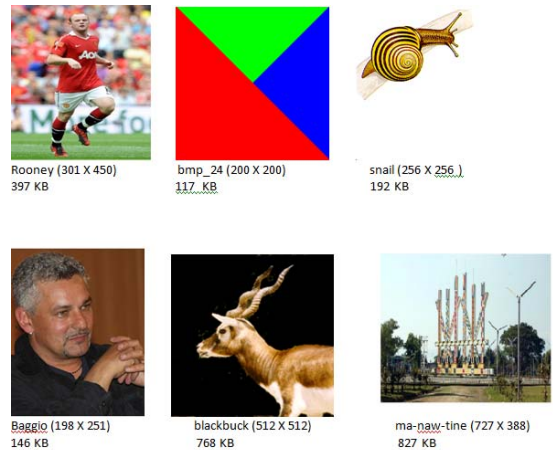 AON
Rooney (301 X 450)
397 KB
bmp_24 (200 X 200)
117 KB
snail (256 X 256 )
192 KB
Baggio (198 X 251)
146 KB
blackbuck (512 X 512)
768 KB
ma-naw-tine (727 X 388)
827 KB